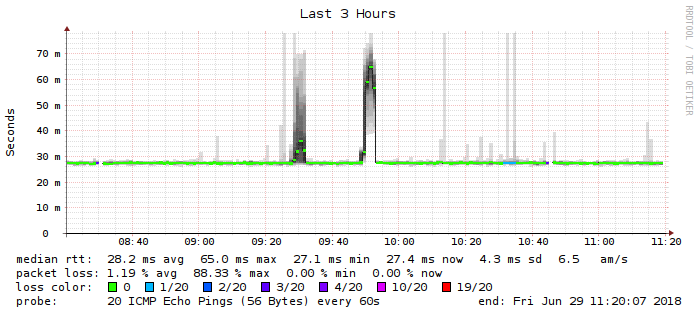 Last 3 Hours
RRDTOOL / TOBI OETIKER
Seconds
70 m
60 m
50 m
40 m
30 m
20 m
10 m
0
08:40 09:00 09:20 09:40 10:00 10:20 10:40 11:00 11:20
median rtt: 28.2 ms avg 65.0 ms max 27.1 ms min 27.4 ms now 4.3 ms sd 6.5 am/s
packet loss: 1.19 % avg 88.33 % max 0.00 % min 0.00 % now
loss color: 0 1/20 2/20 3/20 4/20 10/20 19/20
probe: 20 ICMP Echo Pings (56 Bytes) every 60s end: Fri Jun 29 11:20:07 2018